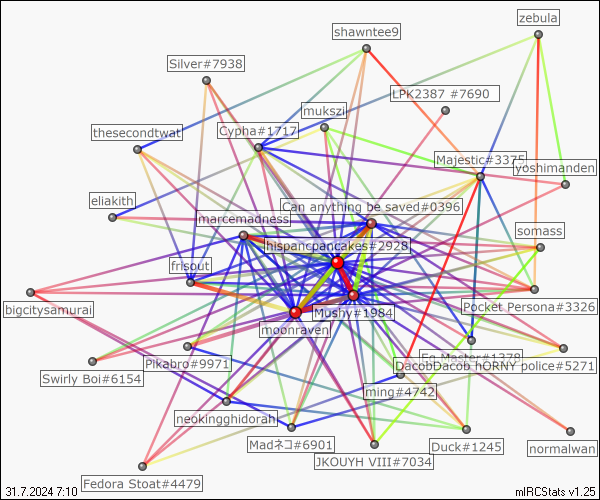 zebula
shawntee9
Silver#7938
LPK2387 #7690
mukszi
thesecondtwat
Cypha#1717
Majestic#3375
yoshimanden
eliakith
Can anything be saved#0396
marcemadness
somass
hispancpancakes#2928
frisout
Pocket Persona#3326
bigcitysamurai
Mushy#1984
moonraven
Eg-Master#1378
Pikabro#9971
DacobDacob hORNY police#5271
Swirly Boi#6154
ming#4742
neokingghidorah
Madネコ#6901
Duck#1245
normalwan
JKOUYH VIII#7034
Fedora Stoat#4479
31.7.2024 7:10
mIRCStats v1.25